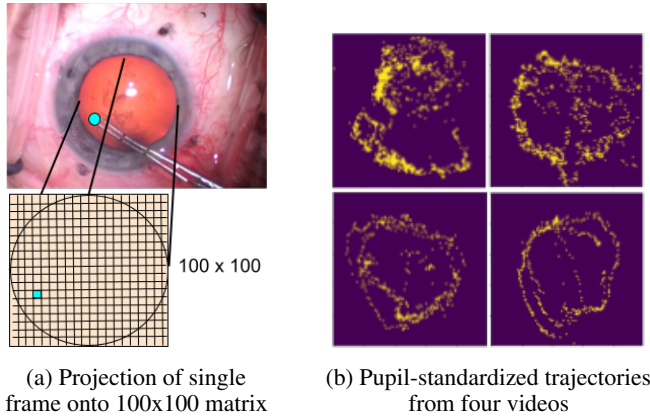 100 x 100
(a) Projection of single
frame onto 100x100 matrix
(b) Pupil-standardized trajectories
from four videos